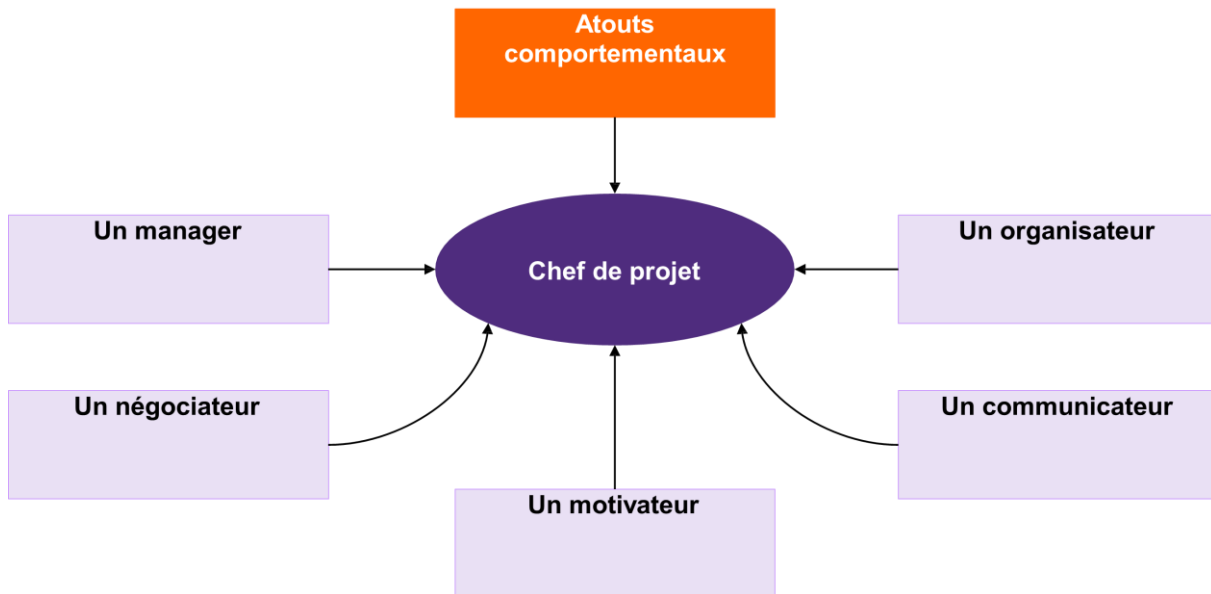 Atouts
comportementaux
Un manager
Chef de projet
Un organisateur
Un négociateur
Un communicateur
Un motivateur